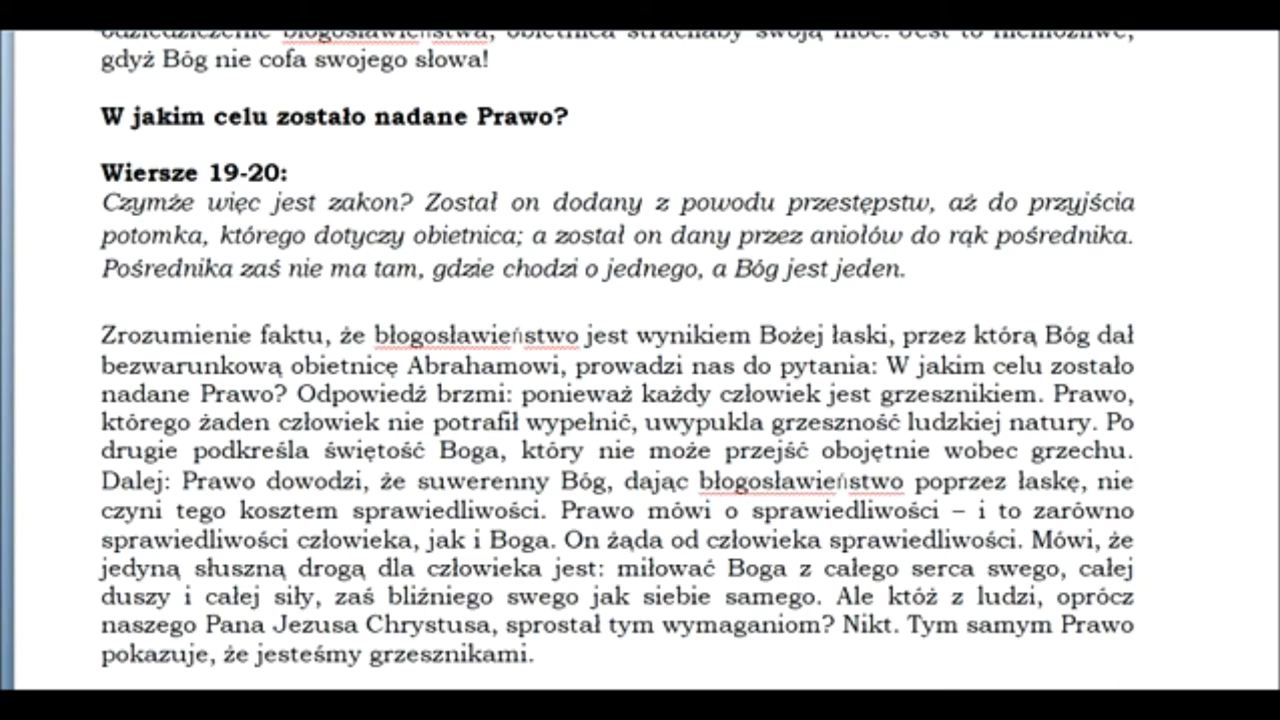 odziedziczenie błogosławieństwa, obietnica straciłaby swoją moc. Jest to niemożliwe,
gdyż Bóg nie cofa swojego słowa!
W jakim celu zostało nadane Prawo?
Wiersze 19-20:
Czymże więc jest zakon? Został on dodany z powodu przestępstw, aż do przyjścia
potomka, którego dotyczy obietnica; a został on dany przez aniołów do rąk pośrednika.
Pośrednika zaś nie ma tam, gdzie chodzi o jednego, a Bóg jest jeden.
Zrozumienie faktu, że błogosławieństwo jest wynikiem Bożej łaski, przez którą Bóg dał
bezwarunkową obietnicę Abrahamowi, prowadzi nas do pytania: W jakim celu zostało
nadane Prawo? Odpowiedź brzmi: ponieważ każdy człowiek jest grzesznikiem. Prawo,
którego żaden człowiek nie potrafił wypełnić, uwypukla grzeszność ludzkiej natury. Po
drugie podkreśla świętość Boga, który nie może przejść obojętnie wobec grzechu.
Dalej: Prawo dowodzi, że suwerenny Bóg, dając błogosławieństwo poprzez łaskę, nie
czyni tego kosztem sprawiedliwości. Prawo mówi o sprawiedliwości – i to zarówno
sprawiedliwości człowieka, jak i Boga. On żąda od człowieka sprawiedliwości. Mówi, że
jedyną słuszną drogą dla człowieka jest: miłować Boga z całego serca swego, całej
duszy i całej siły, zaś bliźniego swego jak siebie samego. Ale któż z ludzi, oprócz
naszego Pana Jezusa Chrystusa, sprostał tym wymaganiom? Nikt. Tym samym Prawo
pokazuje, że jesteśmy grzesznikami.